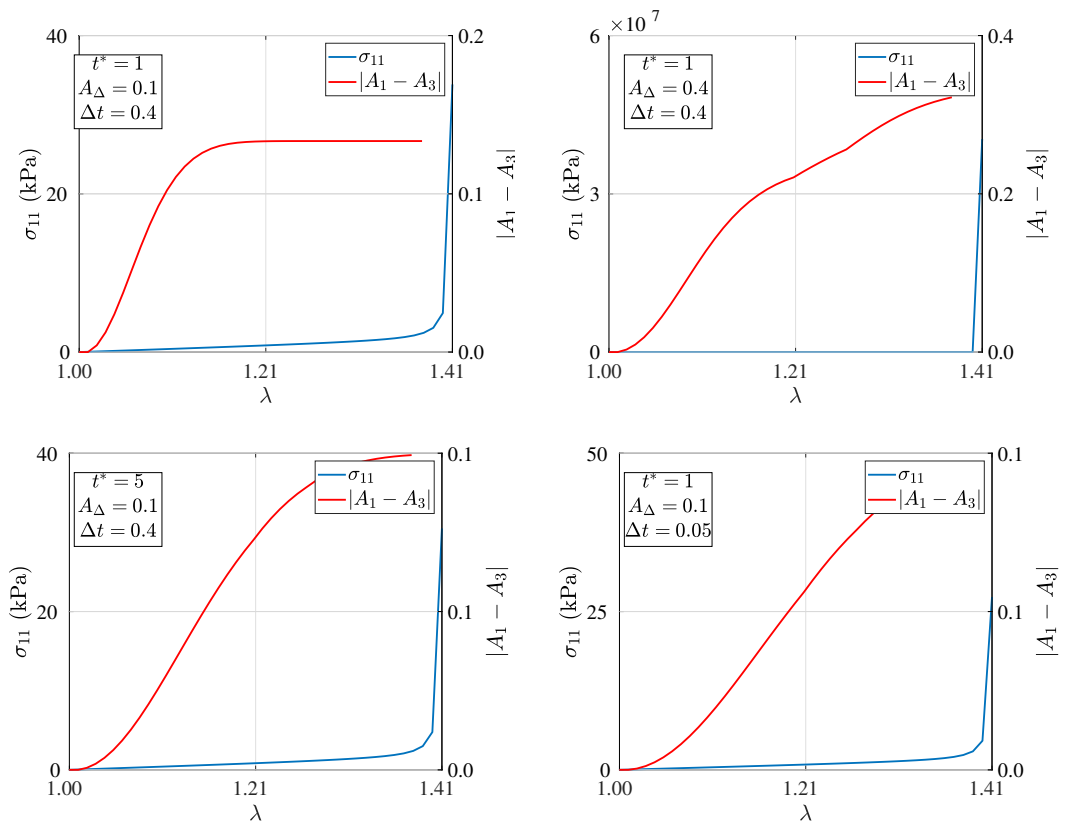 40
0.2
t* = 1
A_Δ = 0.1
Δt = 0.4
σ₁₁
|A₁ − A₃|
σ₁₁ (kPa)
20
0.1
|A₁ − A₃|
0
0.0
1.00
1.21
1.41
λ
×10 ⁷
6
0.4
t* = 1
A_Δ = 0.4
Δt = 0.4
σ₁₁
|A₁ − A₃|
σ₁₁ (kPa)
3
0.2
|A₁ − A₃|
0
0.0
1.00
1.21
1.41
λ
40
0.1
t* = 5
A_Δ = 0.1
Δt = 0.4
σ₁₁
|A₁ − A₃|
σ₁₁ (kPa)
20
0.1
|A₁ − A₃|
0
0.0
1.00
1.21
1.41
λ
50
0.1
t* = 1
A_Δ = 0.1
Δt = 0.05
σ₁₁
|A₁ − A₃|
σ₁₁ (kPa)
25
0.1
|A₁ − A₃|
0
0.0
1.00
1.21
1.41
λ